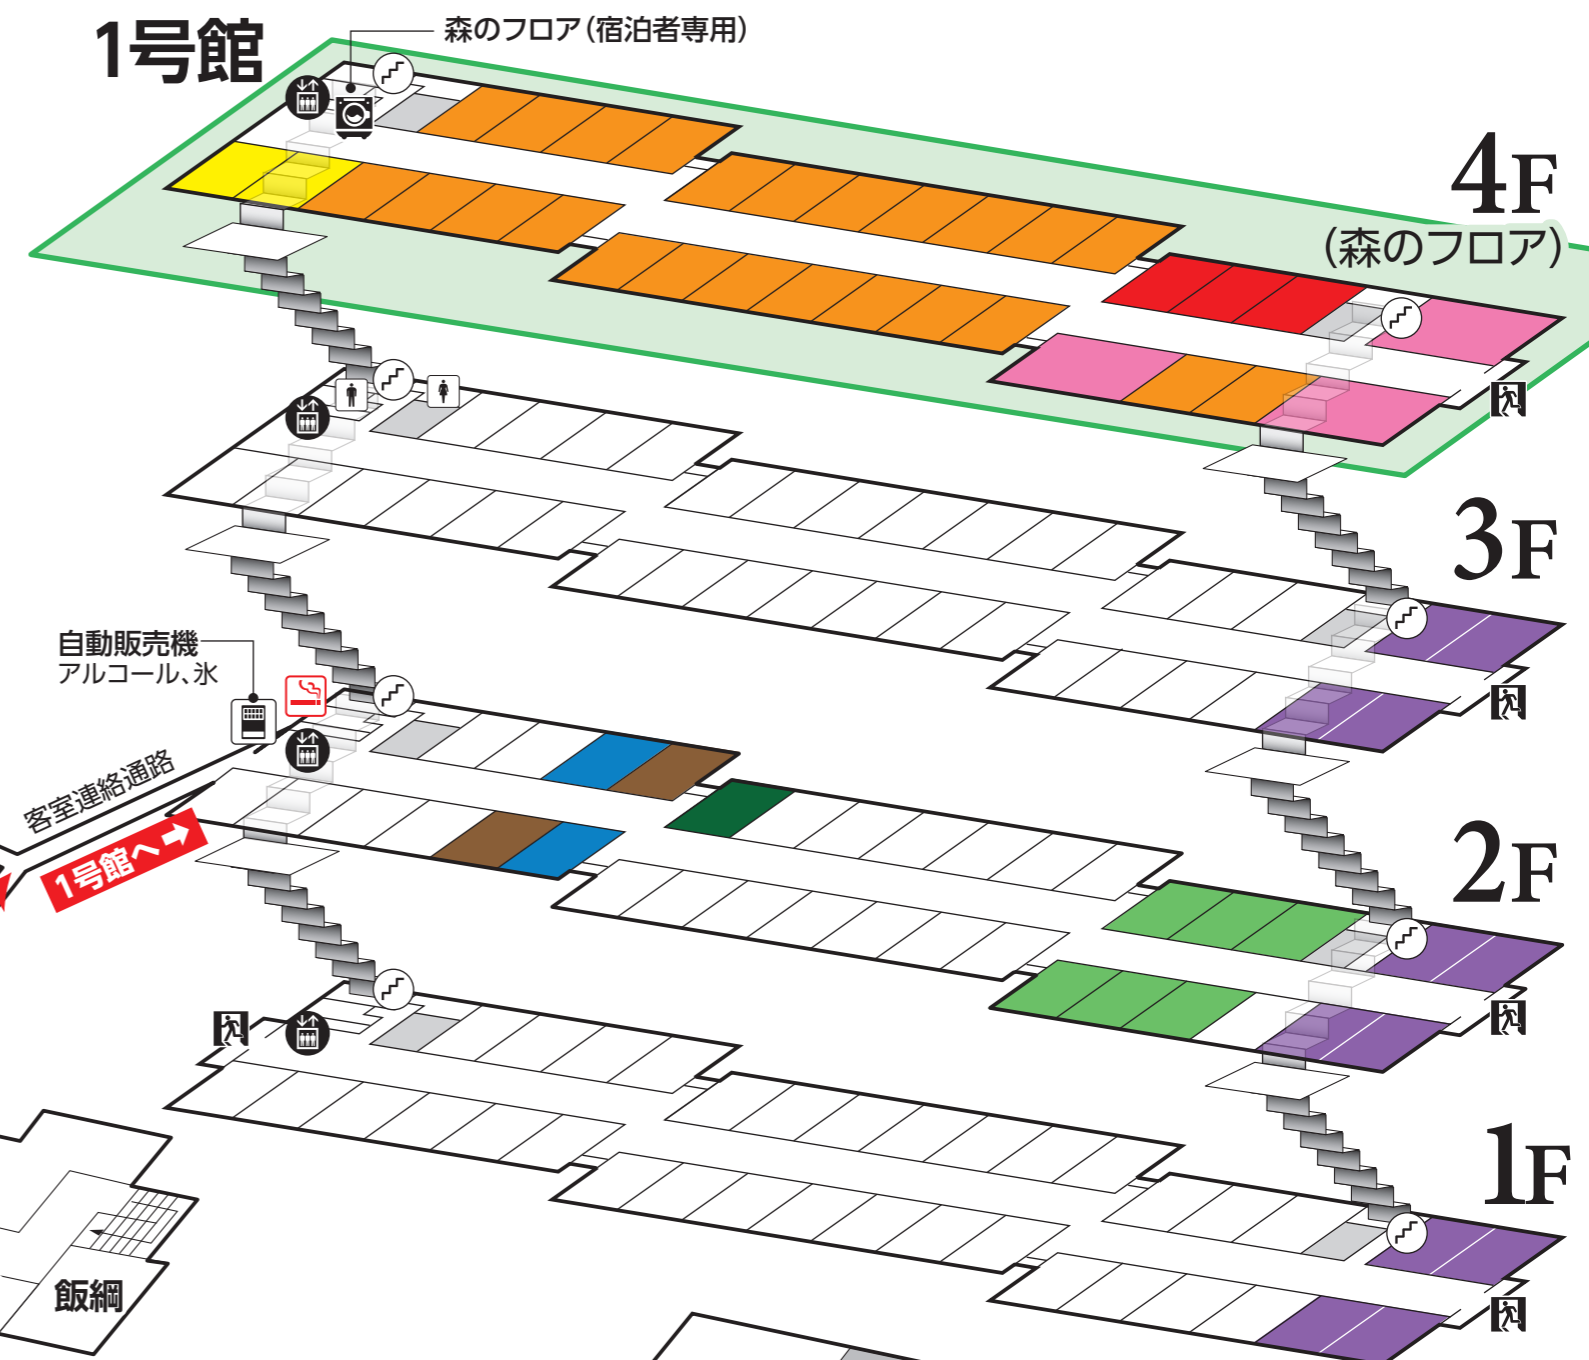 1号館
森のフロア(宿泊者専用)
4F
(森のフロア)
3F
自動販売機
アルコール、氷
客室連絡通路
1号館へ➜
2F
1F
飯綱